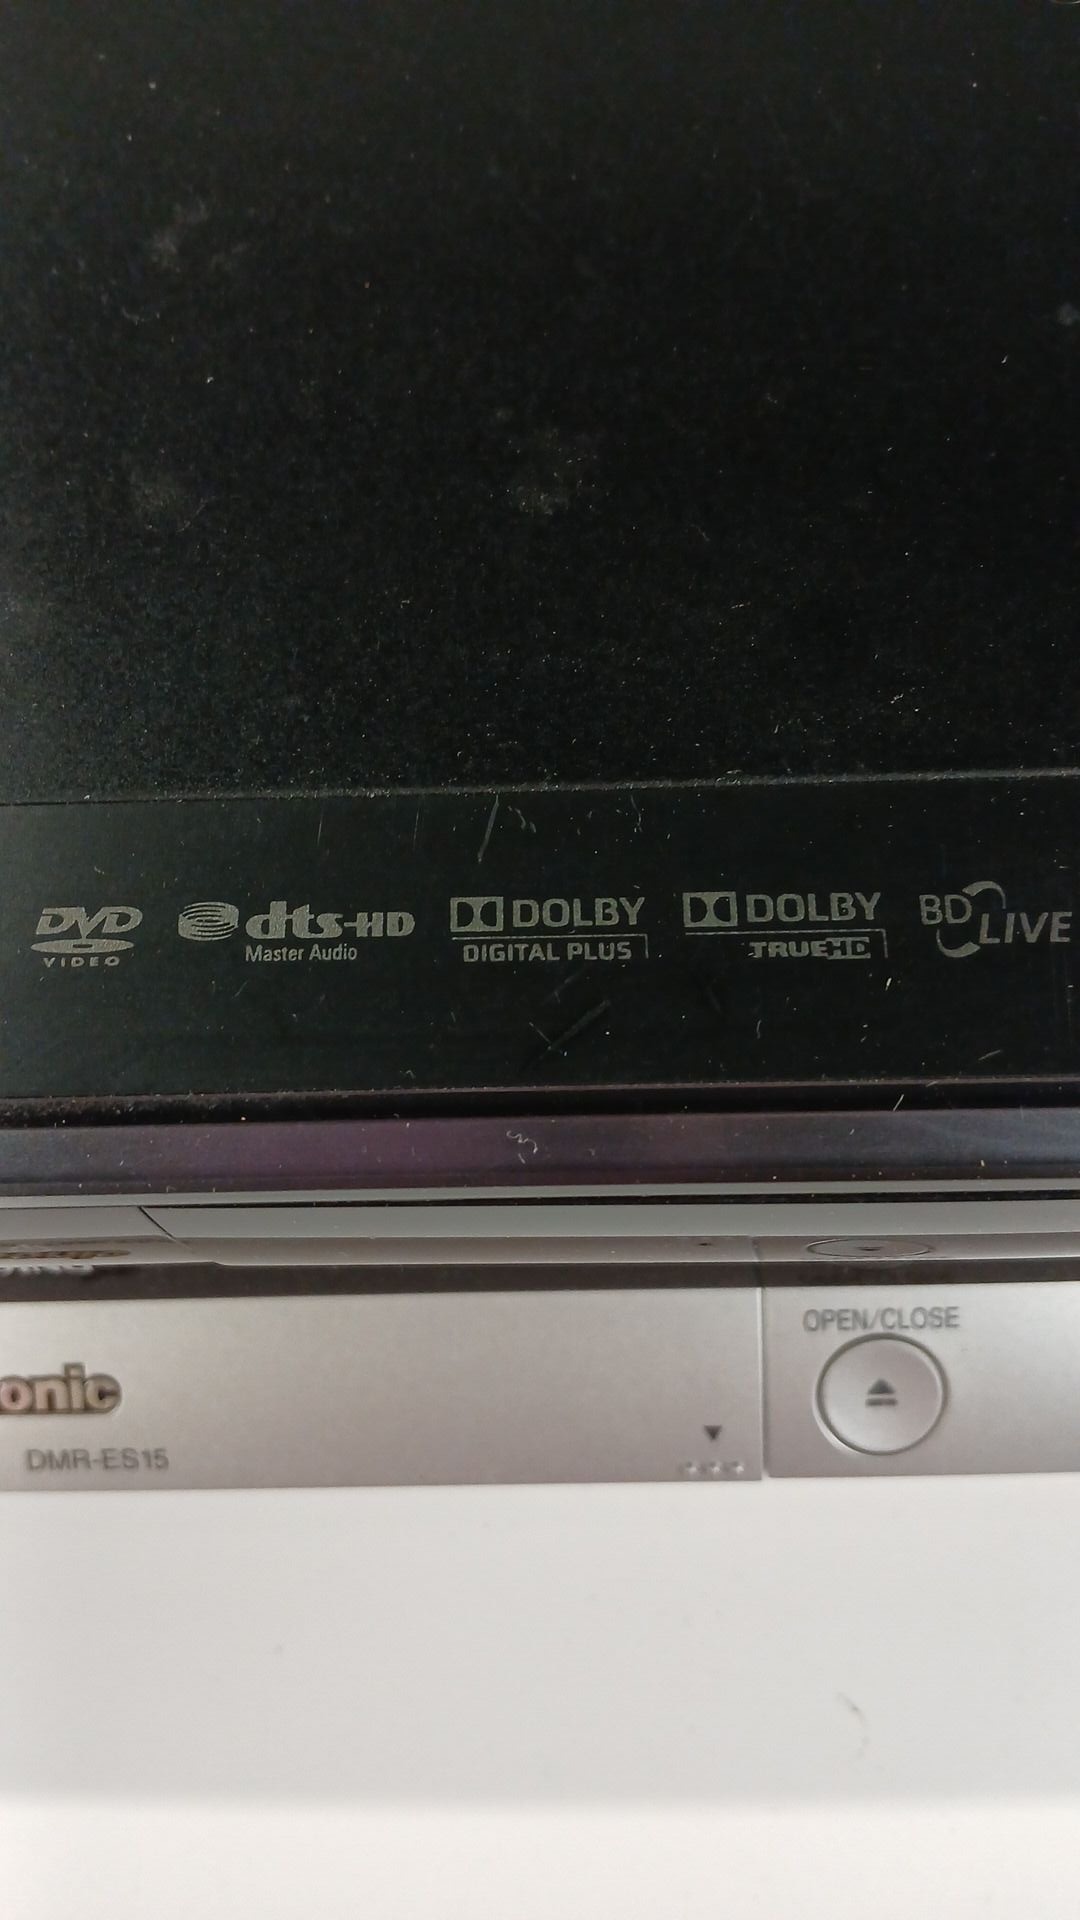 DVD
VIDEO
dts-HD
Master Audio
DOLBY
DIGITAL PLUS
DOLBY
TRUEHD
BD LIVE
OPEN/CLOSE
onic
DMR-ES15